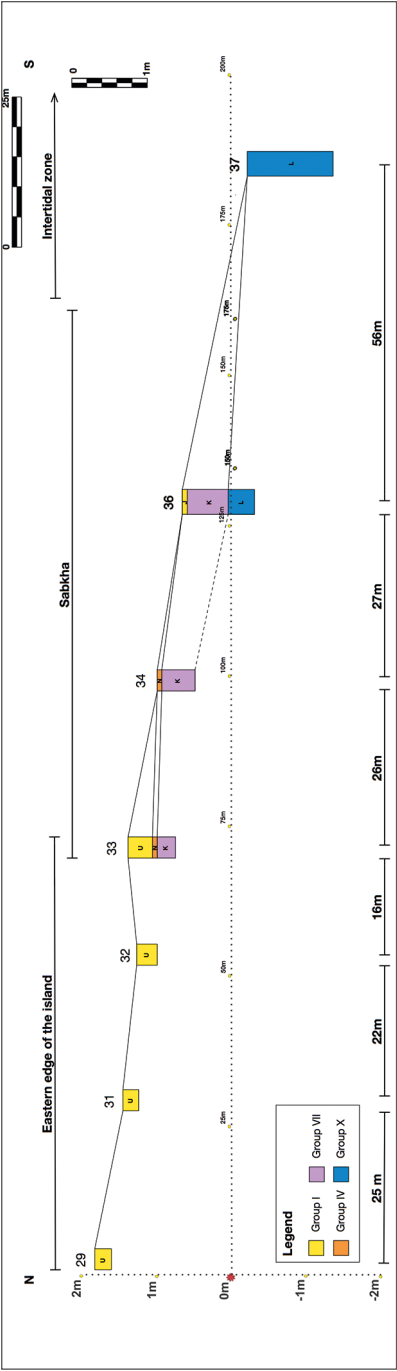 N
S
Eastern edge of the island
Sabkha
Intertidal zone
0
25m
0
1m
29
31
32
33
34
36
37
U
U
U
U
N
K
N
K
J
K
L
L
2m
1m
0m
-1m
-2m
25m
50m
75m
100m
125m
150m
175m
200m
150m
175m
Legend
Group I
Group VII
Group IV
Group X
25 m
22m
16m
26m
27m
56m